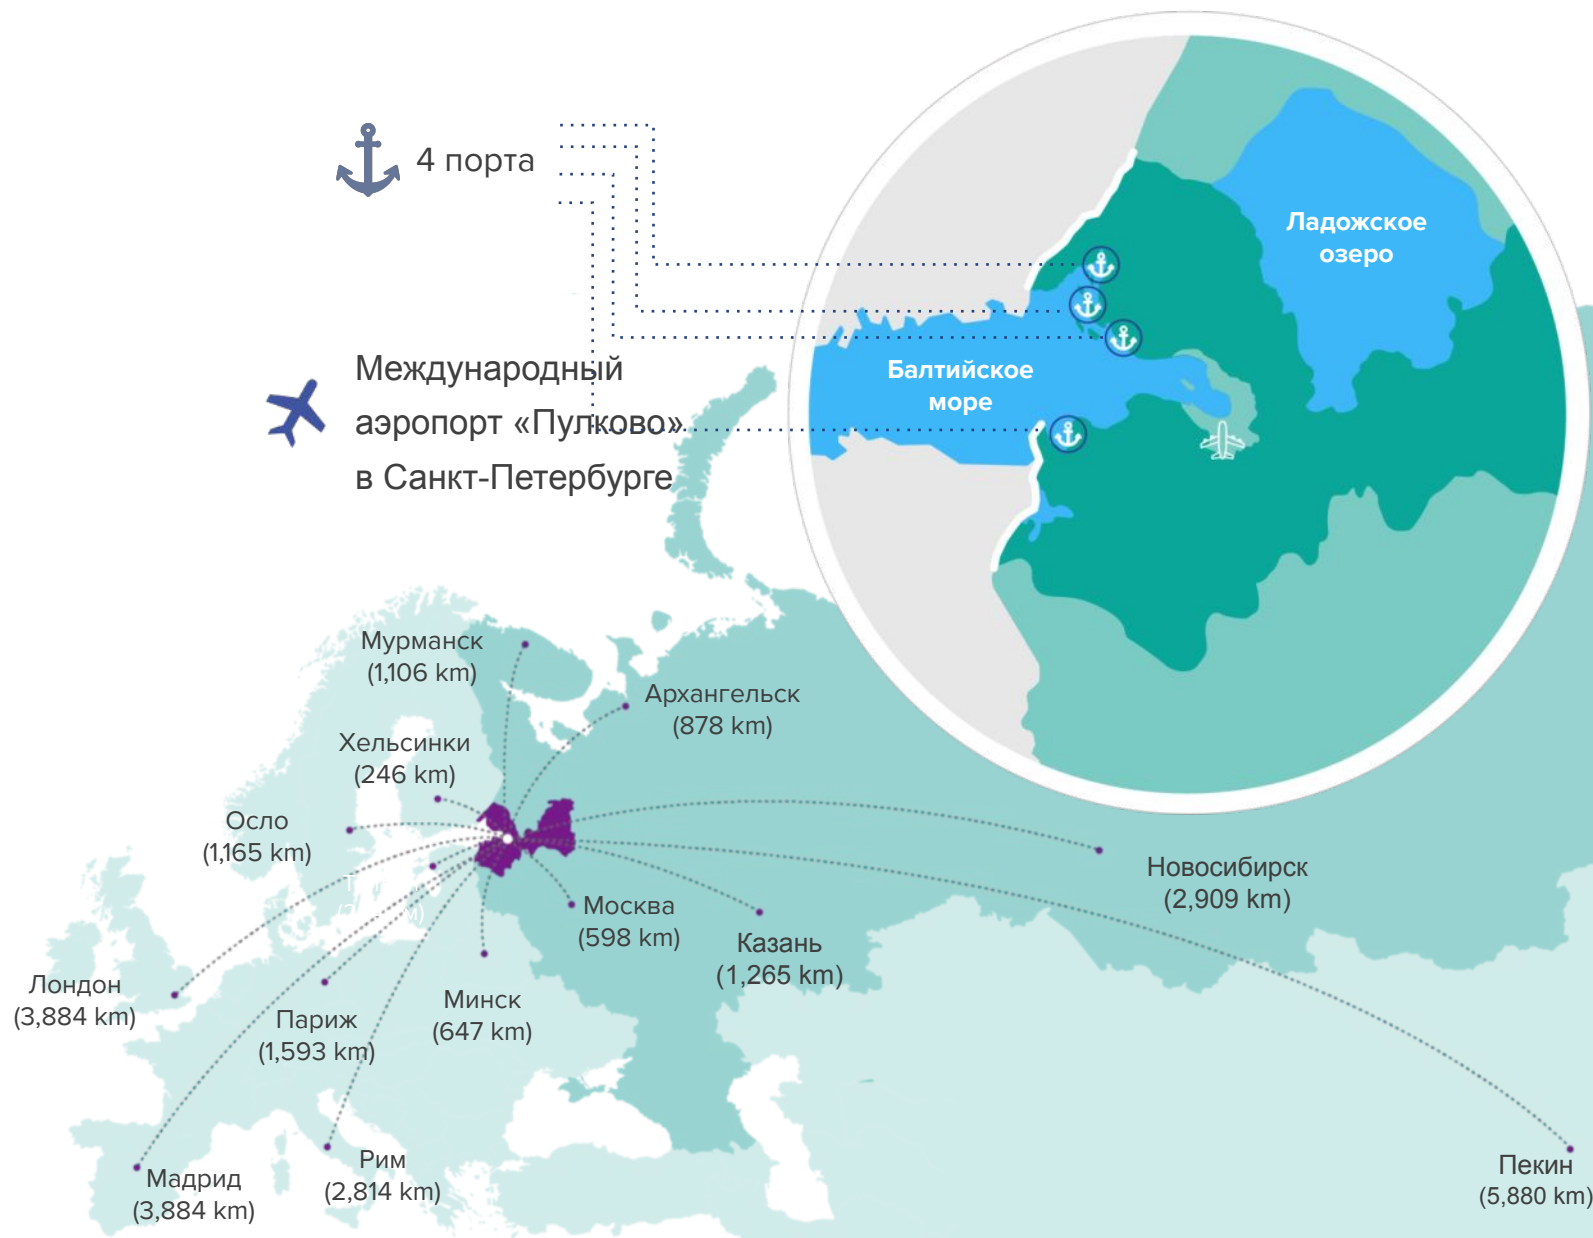 4 порта
Международный
аэропорт «Пулково»
в Санкт-Петербурге
Ладожское
озеро
Балтийское
море
Мурманск
(1,106 km)
Архангельск
(878 km)
Хельсинки
(246 km)
Осло
(1,165 km)
Новосибирск
(2,909 km)
Москва
(598 km)
Казань
(1,265 km)
Лондон
(3,884 km)
Минск
(647 km)
Париж
(1,593 km)
Рим
(2,814 km)
Мадрид
(3,884 km)
Пекин
(5,880 km)